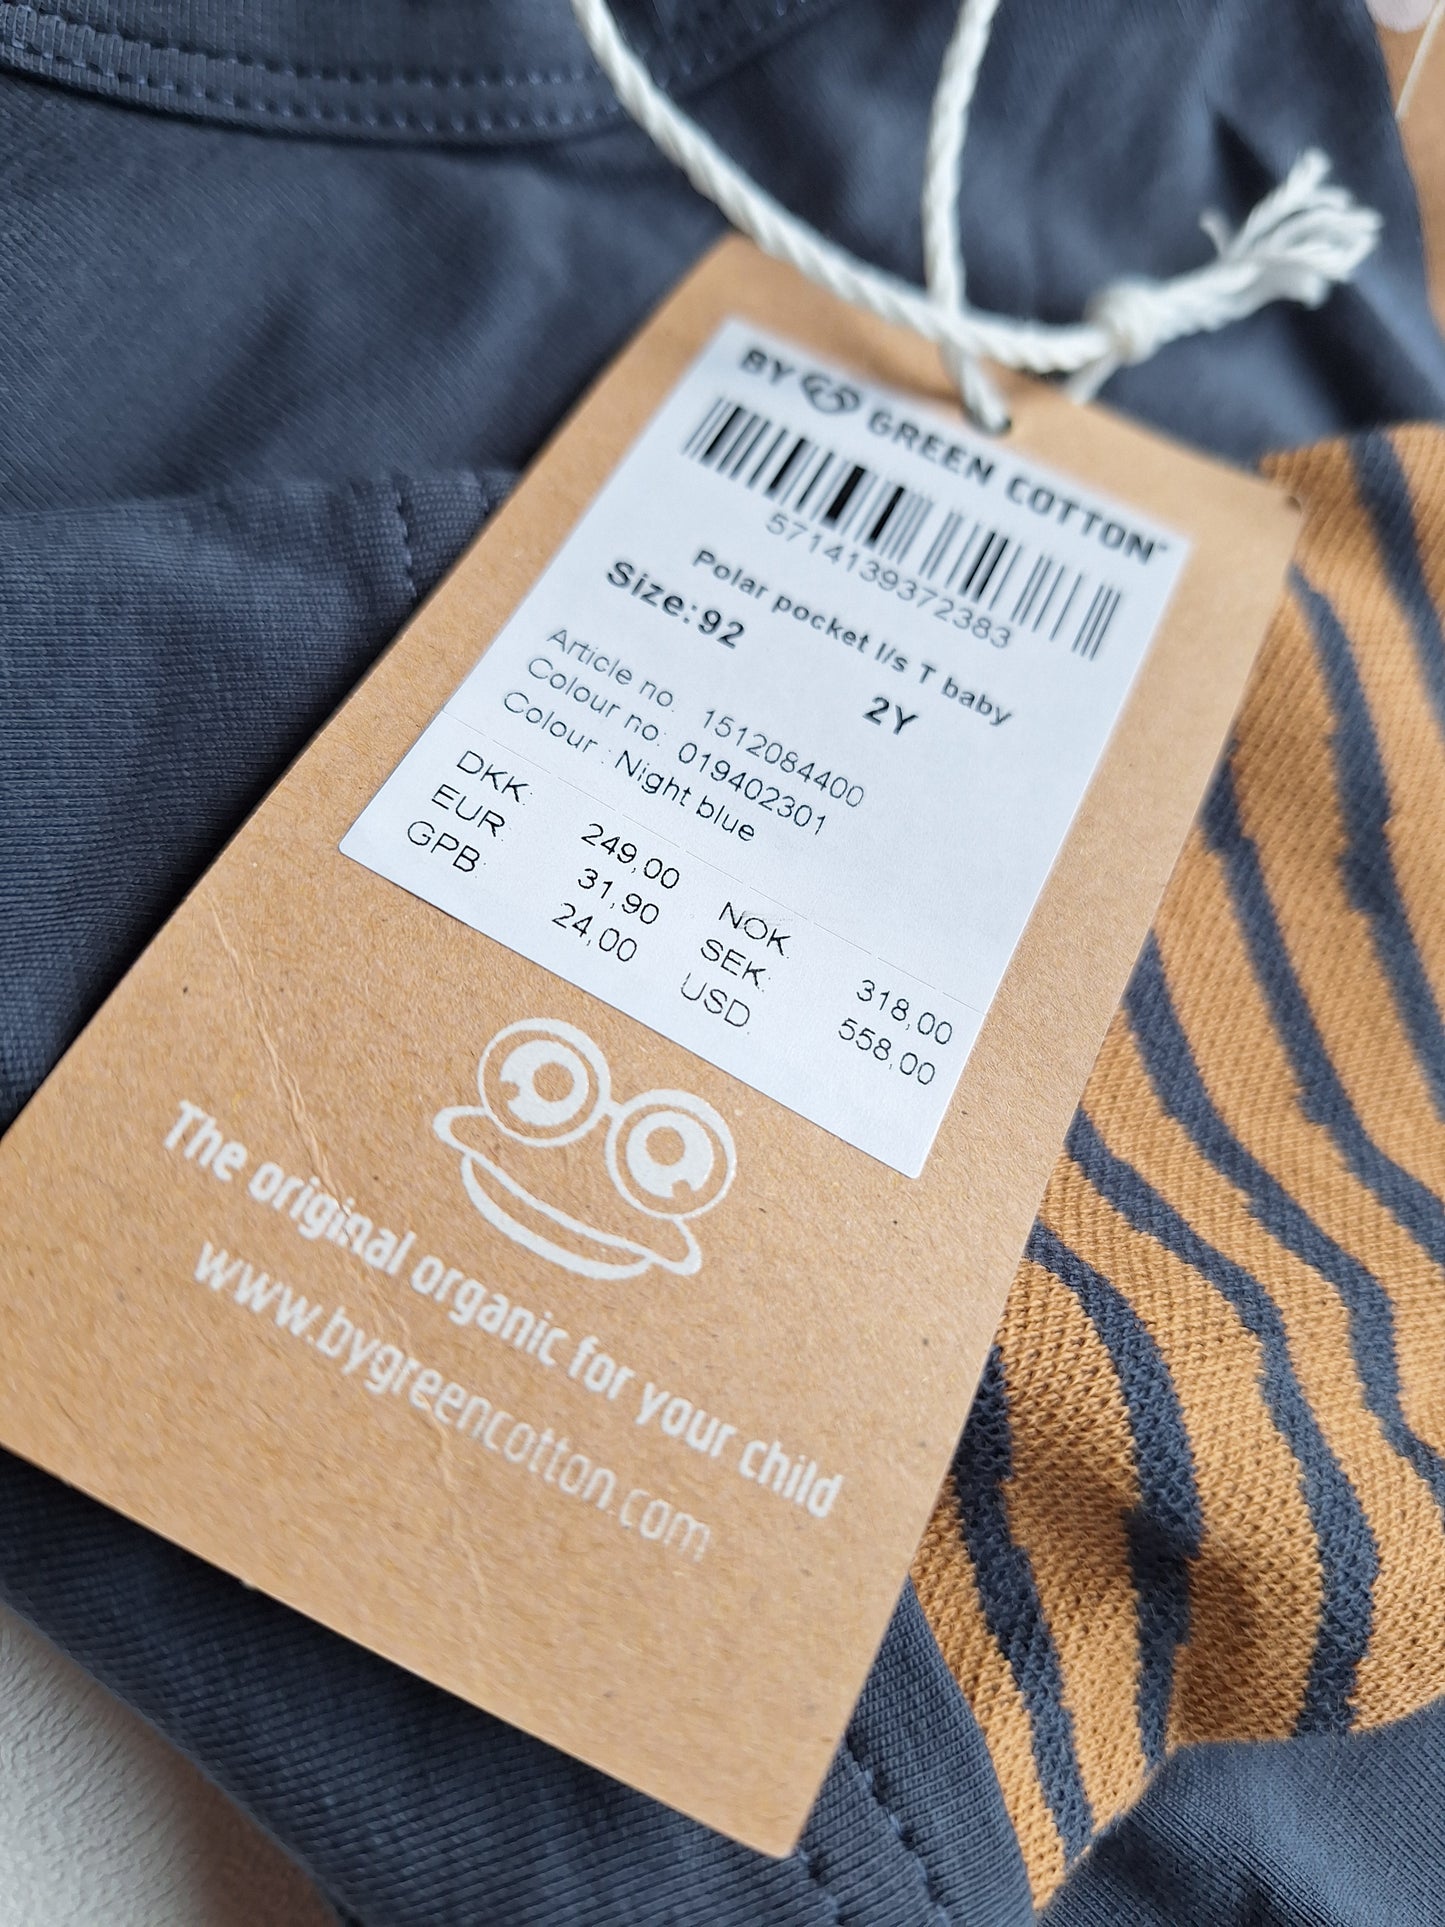 BY GREEN COTTON™
5714139372383
Polar pocket l/s T baby
Size:92 2Y
Article no. 1512084400
Colour no: 019402301
Colour : Night blue
DKK: 249,00 NOK: 318,00
EUR: 31,90 SEK: 558,00
GPB: 24,00 USD:
The original organic for your child
www.bygreencotton.com